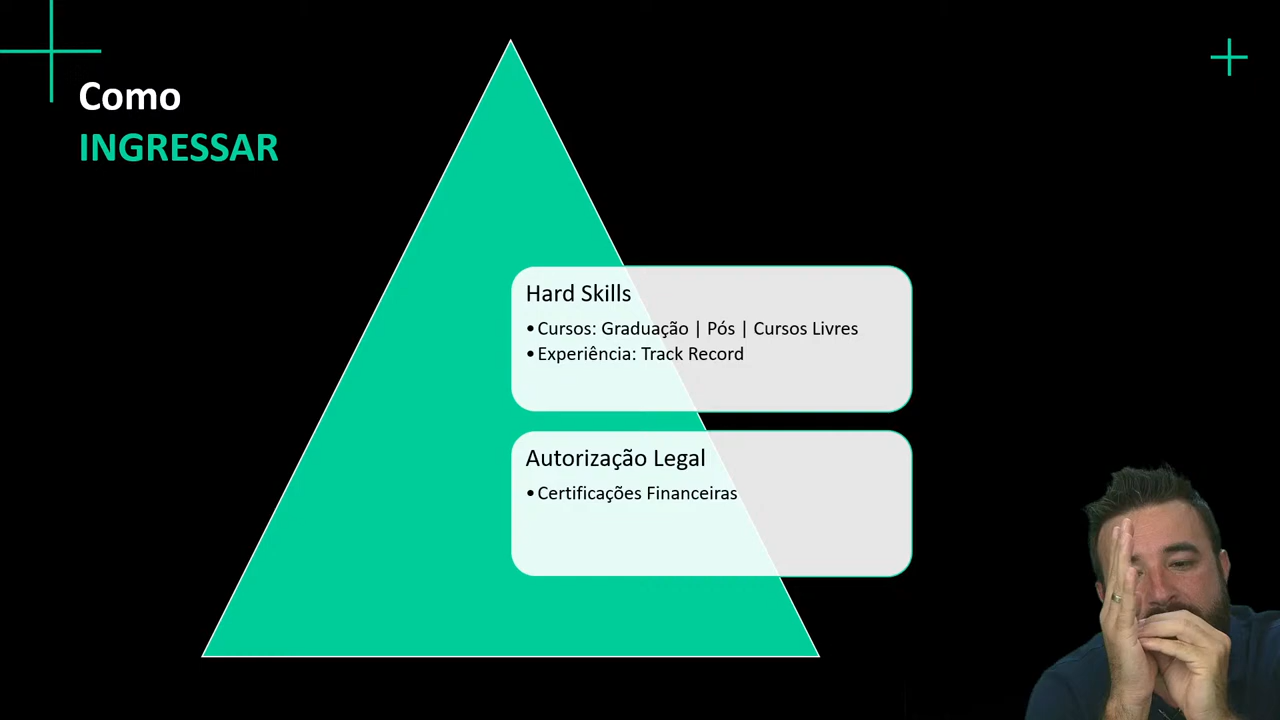 Como
INGRESSAR
Hard Skills
•Cursos: Graduação | Pós | Cursos Livres
•Experiência: Track Record
Autorização Legal
•Certificações Financeiras